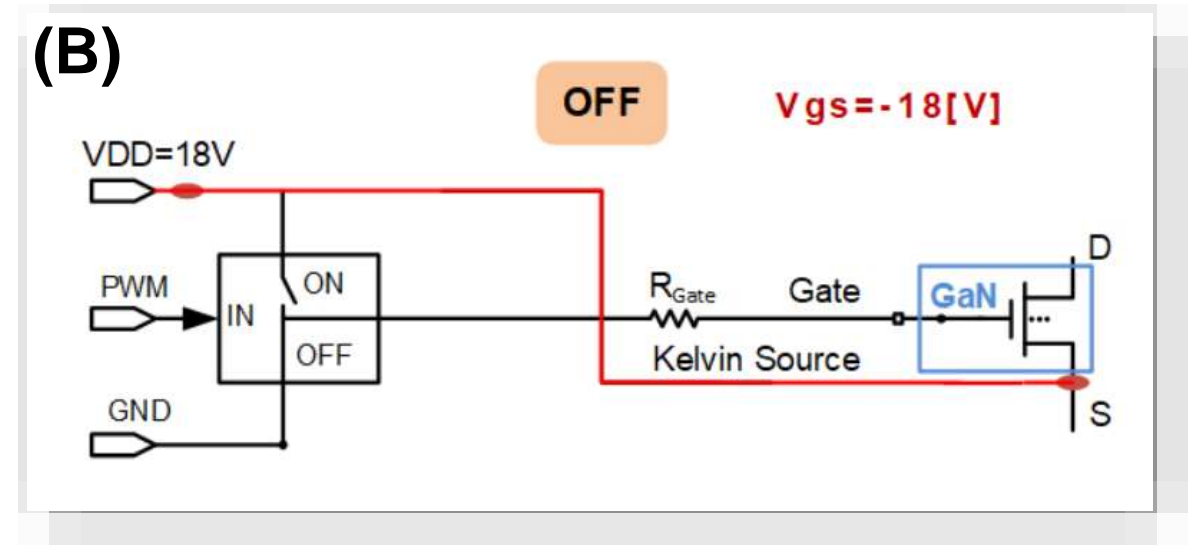 (B)
OFF
Vgs=-18[V]
VDD=18V
PWM
IN
ON
OFF
GND
RGate
Gate
Kelvin Source
GaN
D
S